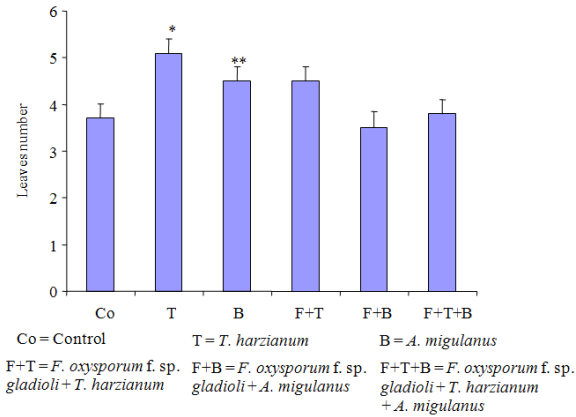 6
5
4
3
2
1
0
Leaves number
*
**
Co T B F+T F+B F+T+B
Co = Control T = T. harzianum B = A. migulanus
F+T = F. oxysporum f. sp.
gladioli + T. harzianum
F+B = F. oxysporum f. sp.
gladioli + A. migulanus
F+T+B = F. oxysporum f. sp.
gladioli + T. harzianum
+ A. migulanus